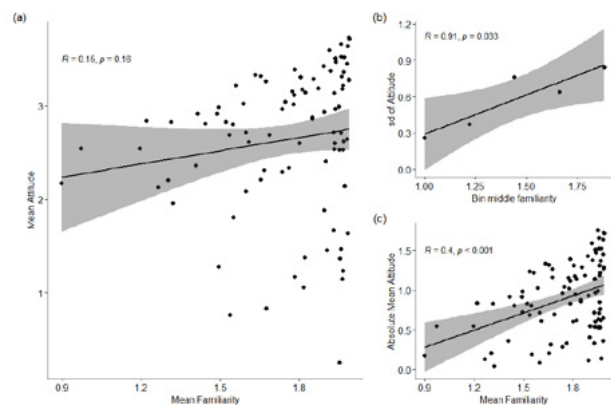 (a)
R = 0.15, p = 0.16
Mean Attitude
3
2
1
0.9
1.2
1.5
1.8
Mean Familiarity
(b)
R = 0.91, p = 0.033
sd of Attitude
1.2
0.9
0.6
0.3
0.0
1.00
1.25
1.50
1.75
Bin middle familiarity
(c)
R = 0.4, p < 0.001
Absolute Mean Attitude
1.5
1.0
0.5
0.0
0.9
1.2
1.5
1.8
Mean Familiarity